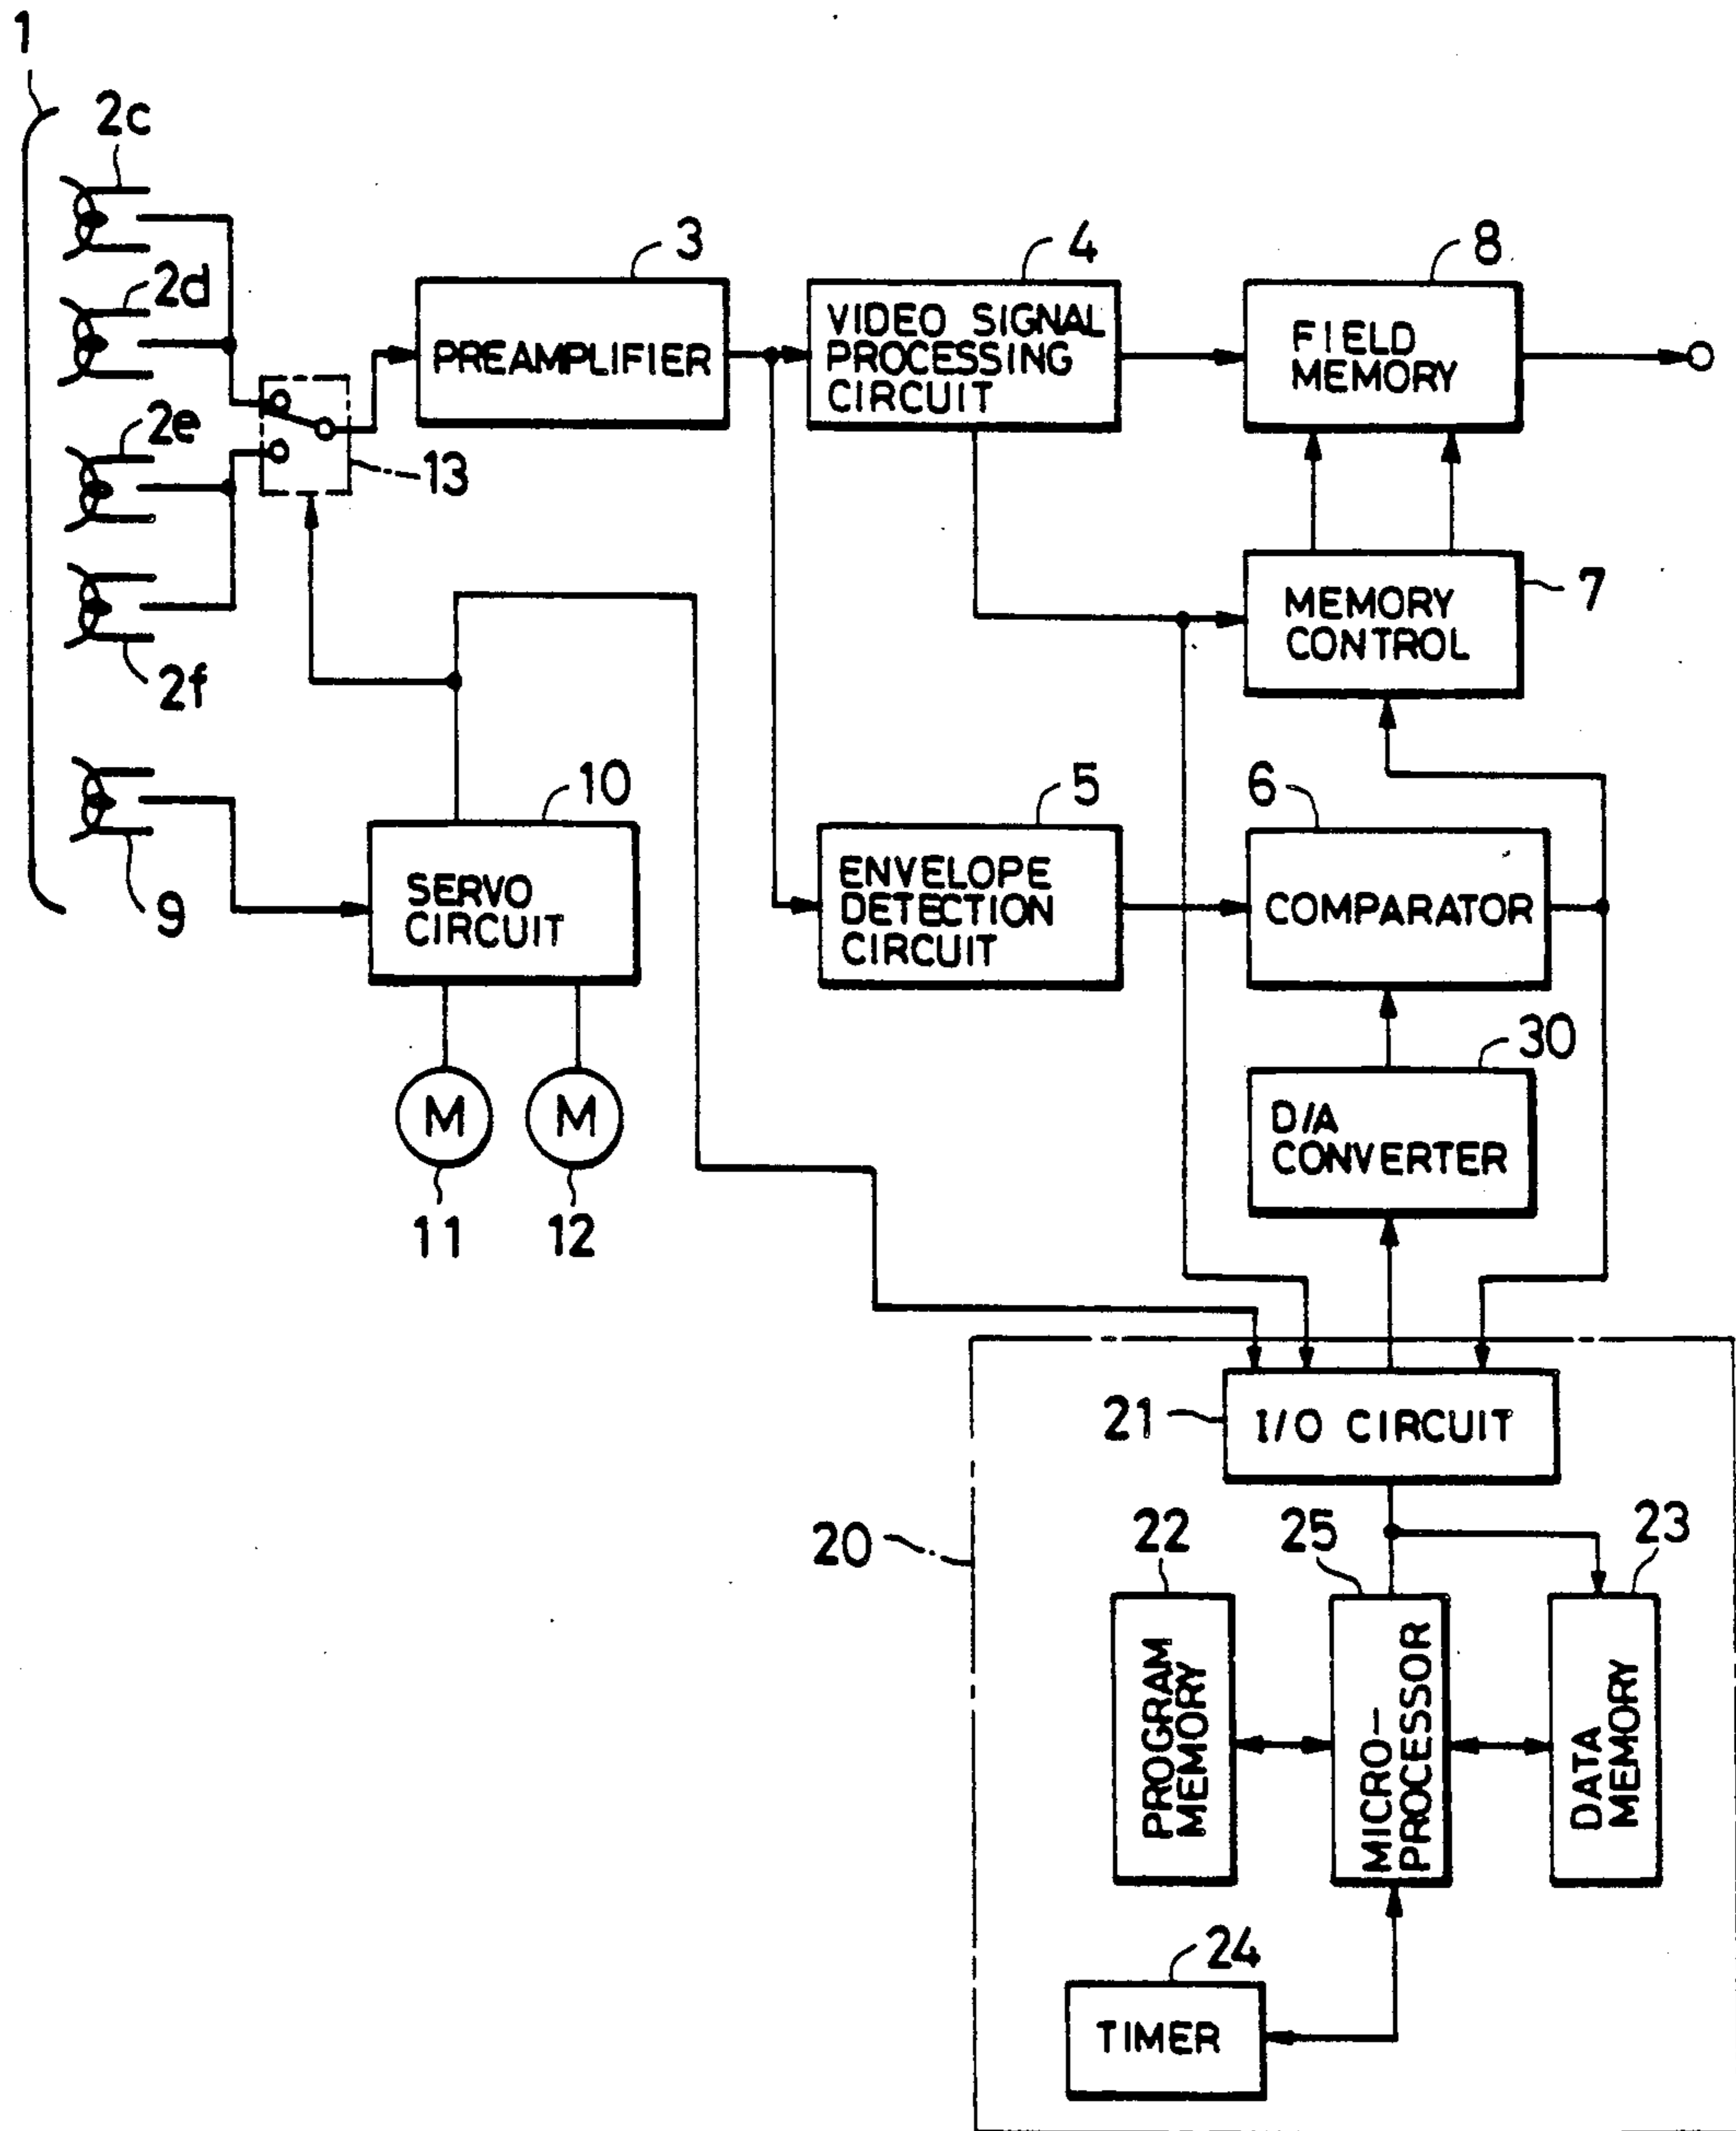 1
2c
2d
2e
2f
9
13
3
PREAMPLIFIER
4
VIDEO SIGNAL
PROCESSING
CIRCUIT
8
FIELD
MEMORY
7
MEMORY
CONTROL
10
SERVO
CIRCUIT
M
M
11
12
5
ENVELOPE
DETECTION
CIRCUIT
6
COMPARATOR
30
D/A
CONVERTER
21
I/O CIRCUIT
20
22
PROGRAM
MEMORY
25
MICRO-
PROCESSOR
23
DATA
MEMORY
24
TIMER